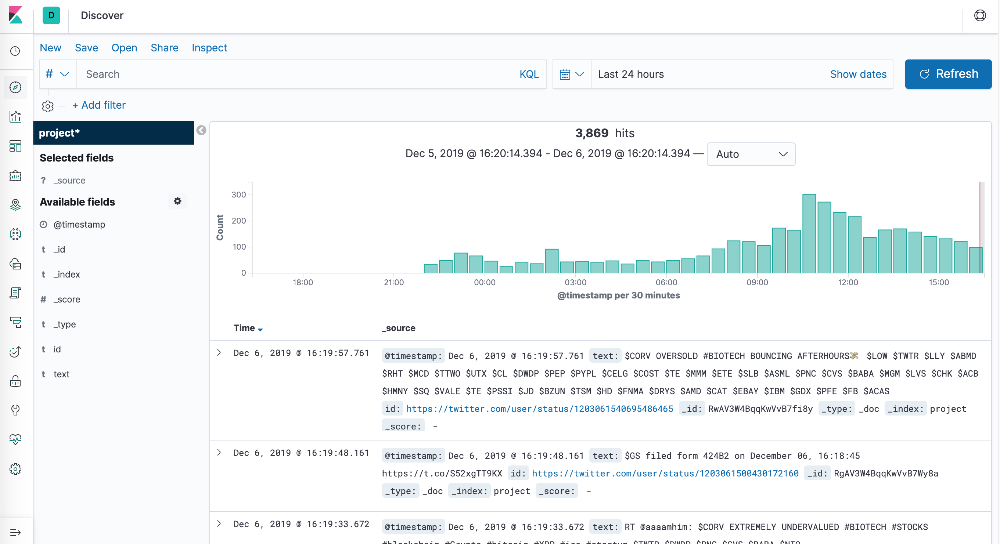 D Discover
New Save Open Share Inspect
# Search KQL Last 24 hours Show dates Refresh
+ Add filter
project*
Selected fields
? _source
Available fields
@timestamp
t _id
t _index
# _score
t _type
t id
t text
3,869 hits
Dec 5, 2019 @ 16:20:14.394 - Dec 6, 2019 @ 16:20:14.394 — Auto
Count
300
200
100
0
18:00 21:00 00:00 03:00 06:00 09:00 12:00 15:00
@timestamp per 30 minutes
Time _source
Dec 6, 2019 @ 16:19:57.761 @timestamp: Dec 6, 2019 @ 16:19:57.761 text: $CORV OVERSOLD #BIOTECH BOUNCING AFTERHOURS💸 $LOW $TWTR $LLY $ABMD
$RHT $MCD $TTWO $UTX $CL $DWDP $PEP $PYPL $CELG $COST $TE $MMM $ETE $SLB $ASML $PNC $CVS $BABA $MGM $LVS $CHK $ACB
$HMNY $SQ $VALE $TE $PSSI $JD $BZUN $TSM $HD $FNMA $DRYS $AMD $CAT $EBAY $IBM $GDX $PFE $FB $ACAS
id: https://twitter.com/user/status/1203061540695486465 _id: RwAV3W4BqqKwVvB7fi8y _type: _doc _index: project
_score: -
Dec 6, 2019 @ 16:19:48.161 @timestamp: Dec 6, 2019 @ 16:19:48.161 text: $GS filed form 424B2 on December 06, 16:18:45
https://t.co/S52xgTT9KX id: https://twitter.com/user/status/1203061500430172160 _id: RgAV3W4BqqKwVvB7Wy8a
_type: _doc _index: project _score: -
Dec 6, 2019 @ 16:19:33.672 @timestamp: Dec 6, 2019 @ 16:19:33.672 text: RT @aaaamhim: $CORV EXTREMELY UNDERVALUED #BIOTECH #STOCKS
#blockchain #Crypto #bitcoin #XRP #ico #startup $TWTR $DWDP $PNC $CVS $BABA $NIO